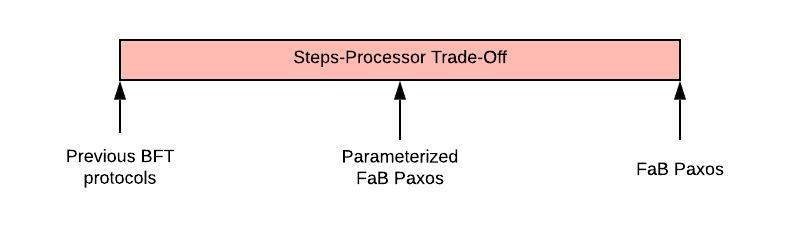 Steps-Processor Trade-Off
Previous BFT
protocols
Parameterized
FaB Paxos
FaB Paxos